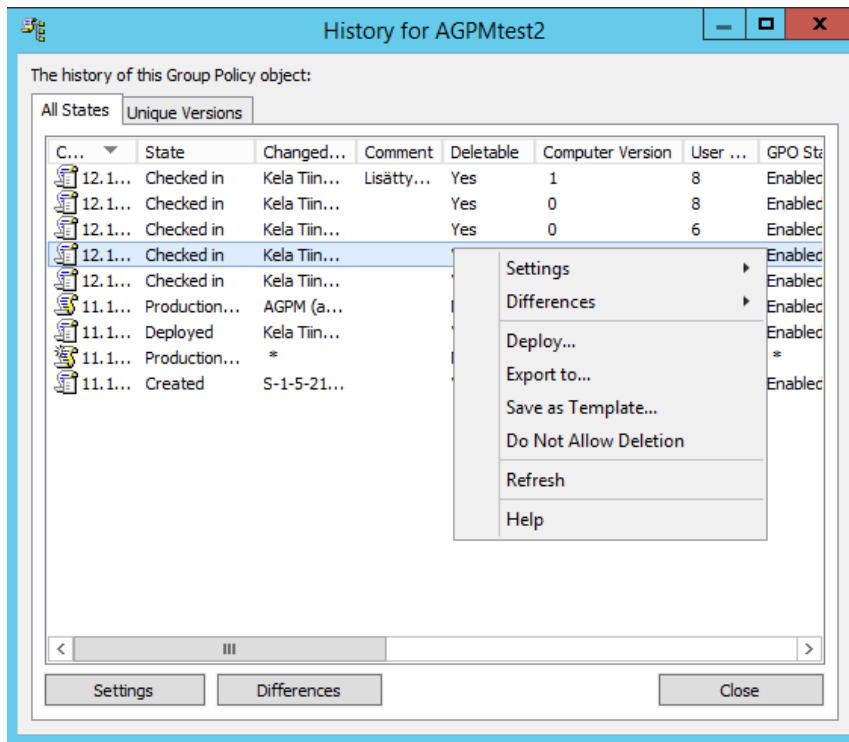 History for AGPMtest2
The history of this Group Policy object:
All States Unique Versions
C... State Changed... Comment Deletable Computer Version User ... GPO Sta
12.1... Checked in Kela Tiin... Lisätty... Yes 1 8 Enabled
12.1... Checked in Kela Tiin... Yes 0 8 Enabled
12.1... Checked in Kela Tiin... Yes 0 6 Enabled
12.1... Checked in Kela Tiin... Enabled
12.1... Checked in Kela Tiin... Enabled
11.1... Production... AGPM (a... Enabled
11.1... Deployed Kela Tiin... Enabled
11.1... Production... * *
11.1... Created S-1-5-21... Enabled
Settings
Differences
Deploy...
Export to...
Save as Template...
Do Not Allow Deletion
Refresh
Help
Settings Differences Close